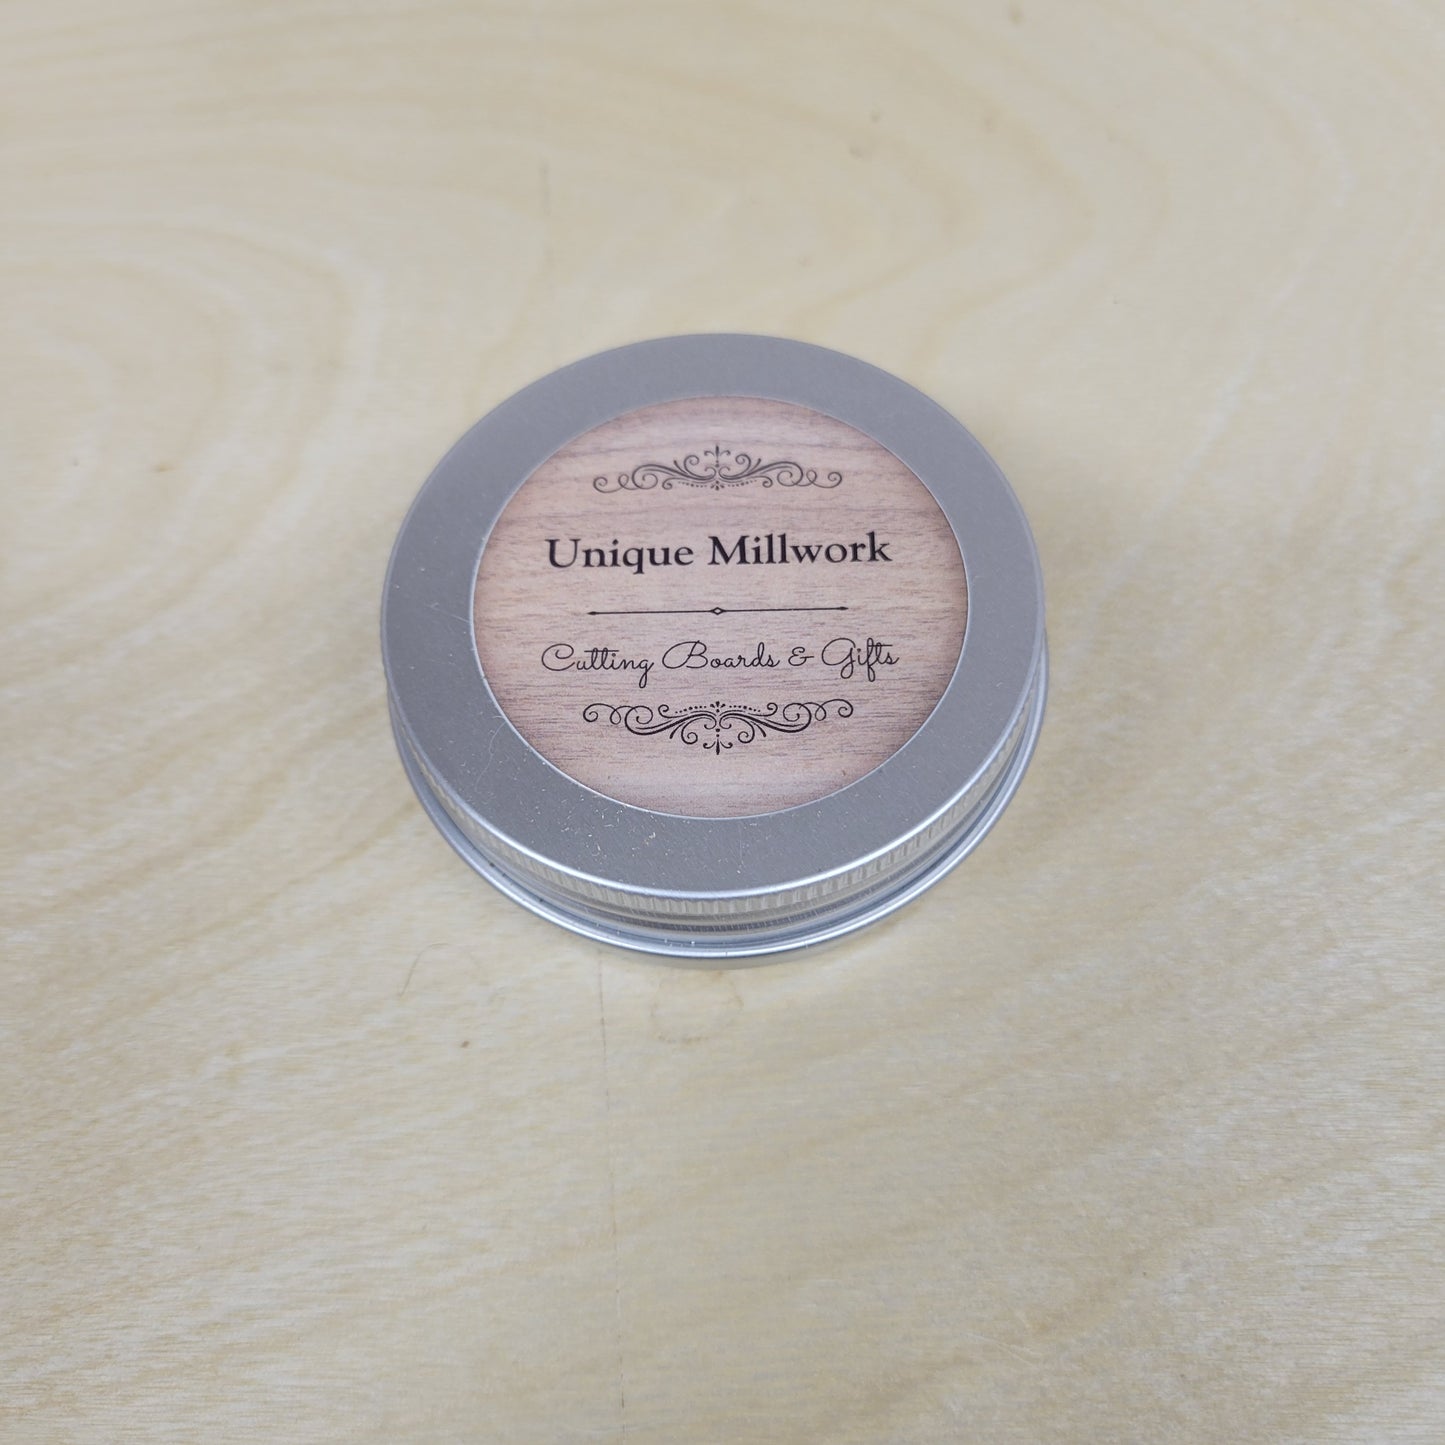 Unique Millwork
Cutting Boards & Gifts